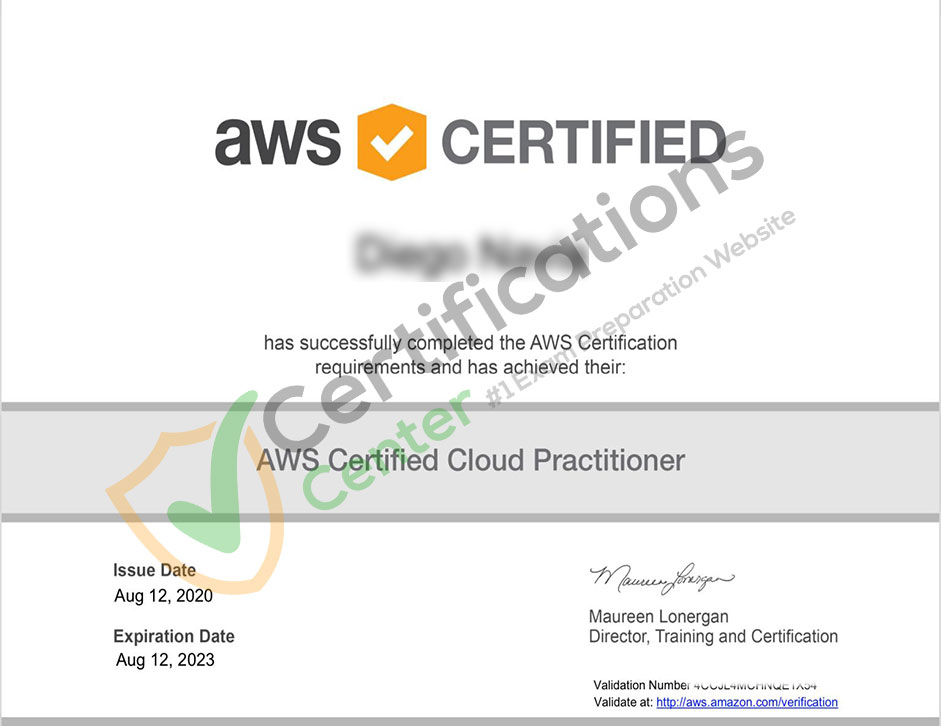 aws CERTIFIED
has successfully completed the AWS Certification
requirements and has achieved their:
AWS Certified Cloud Practitioner
Certifications
Center #1 Exam Preparation Website
Issue Date
Aug 12, 2020
Expiration Date
Aug 12, 2023
Maureen Lonergan
Maureen Lonergan
Director, Training and Certification
Validation Number
Validate at: http://aws.amazon.com/verification